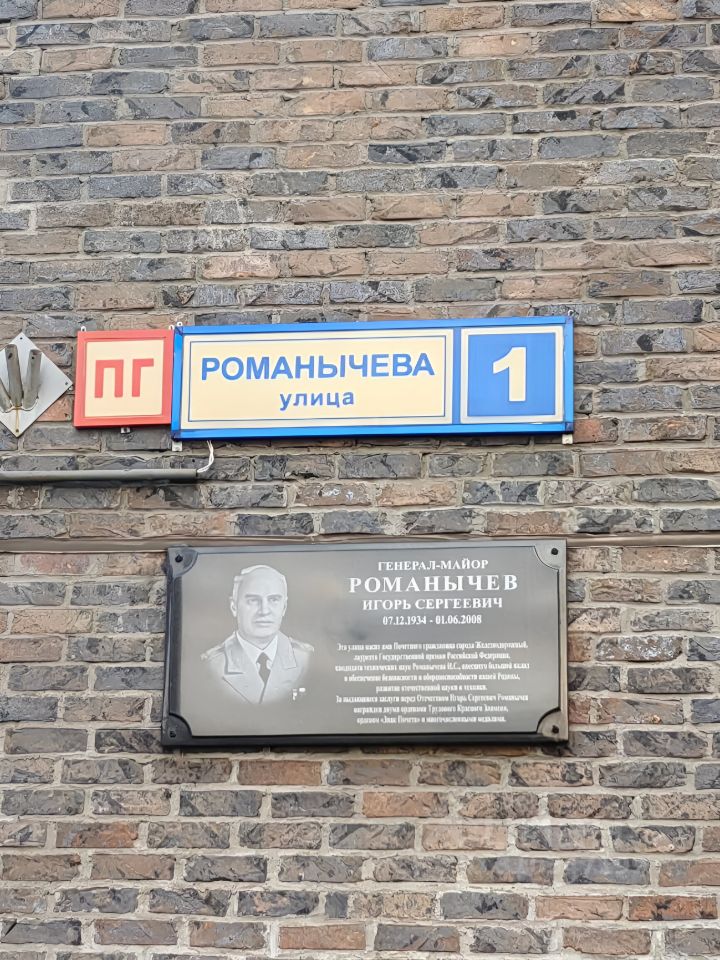 ПГ
РОМАНЫЧЕВА
улица
1
ГЕНЕРАЛ-МАЙОР
РОМАНЫЧЕВ
ИГОРЬ СЕРГЕЕВИЧ
07.12.1934 - 01.06.2008
Эта улица носит имя Почетного гражданина города Железнодорожный,
лауреата Государственной премии Российской Федерации,
кандидата технических наук Романычева И.С., внесшего большой вклад
в обеспечение безопасности и обороноспособности нашей Родины,
развитие отечественной науки и техники.
За выдающиеся заслуги перед Отечеством Игорь Сергеевич Романычев
награжден двумя орденами Трудового Красного Знамени,
орденом «Знак Почета» и многочисленными медалями.